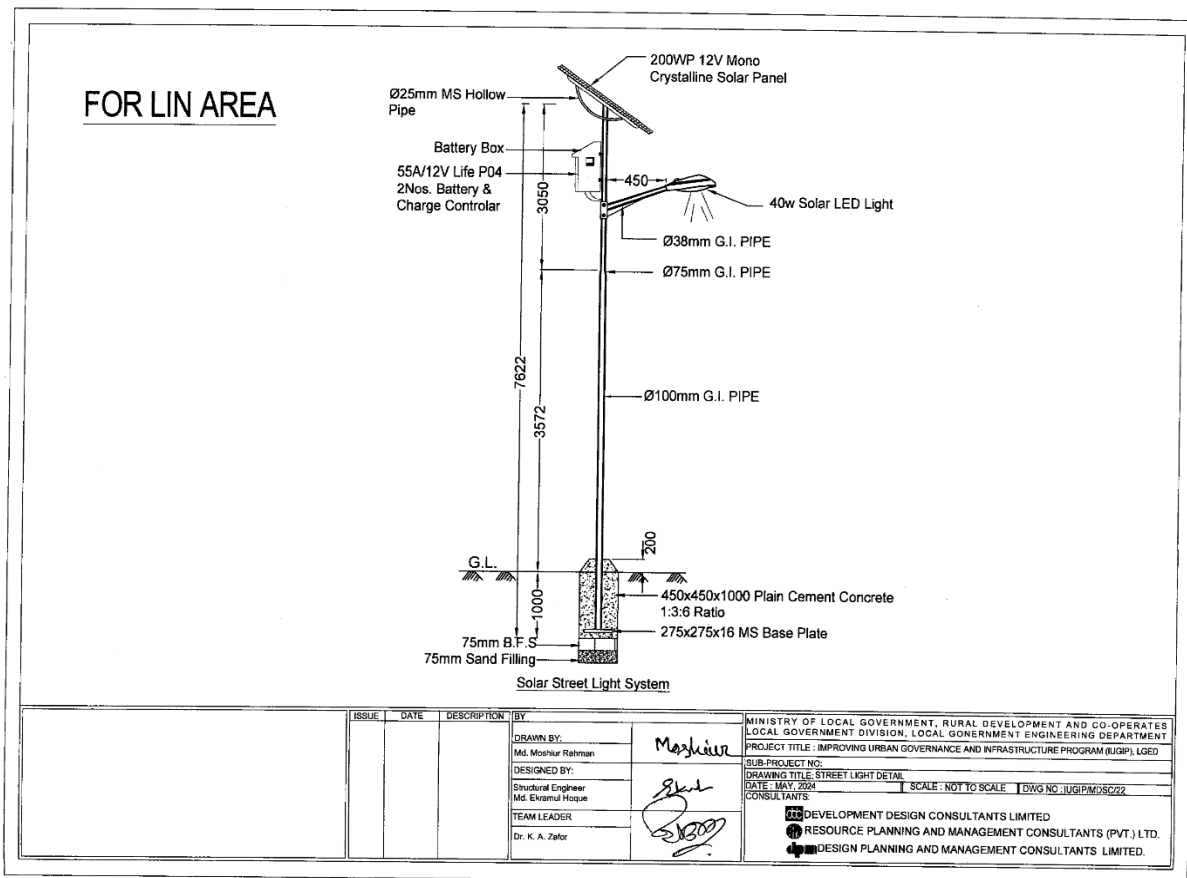 FOR LIN AREA
200WP 12V Mono
Crystalline Solar Panel
Ø25mm MS Hollow
Pipe
Battery Box
55A/12V Life P04
2Nos. Battery &
Charge Controlar
3050
450
40w Solar LED Light
Ø38mm G.I. PIPE
Ø75mm G.I. PIPE
7622
3572
Ø100mm G.I. PIPE
200
G.L.
1000
450x450x1000 Plain Cement Concrete
1:3:6 Ratio
275x275x16 MS Base Plate
75mm B.F.S
75mm Sand Filling
Solar Street Light System
ISSUE DATE DESCRIPTION BY
DRAWN BY:
Md. Moshiur Rahman
Moshiur
DESIGNED BY:
Structural Engineer
Md. Ekramul Hoque
TEAM LEADER
Dr. K. A. Zafor
MINISTRY OF LOCAL GOVERNMENT, RURAL DEVELOPMENT AND CO-OPERATES
LOCAL GOVERNMENT DIVISION, LOCAL GONERNMENT ENGINEERING DEPARTMENT
PROJECT TITLE : IMPROVING URBAN GOVERNANCE AND INFRASTRUCTURE PROGRAM (IUGIP), LGED
SUB-PROJECT NO:
DRAWING TITLE: STREET LIGHT DETAIL
DATE : MAY, 2024 SCALE : NOT TO SCALE DWG NO : IUGIP/MDSC/22
CONSULTANTS:
ddc DEVELOPMENT DESIGN CONSULTANTS LIMITED
RESOURCE PLANNING AND MANAGEMENT CONSULTANTS (PVT.) LTD.
dpm DESIGN PLANNING AND MANAGEMENT CONSULTANTS LIMITED.